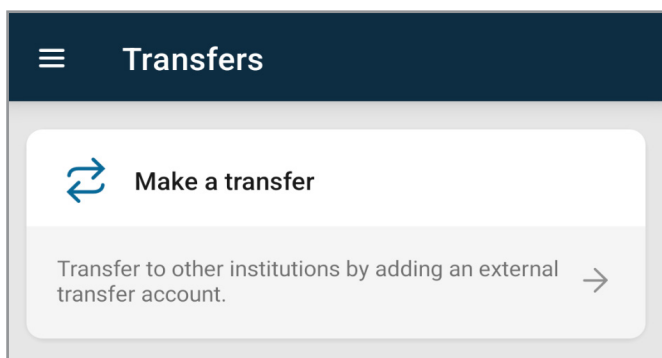 Transfers
Make a transfer
Transfer to other institutions by adding an external
transfer account.